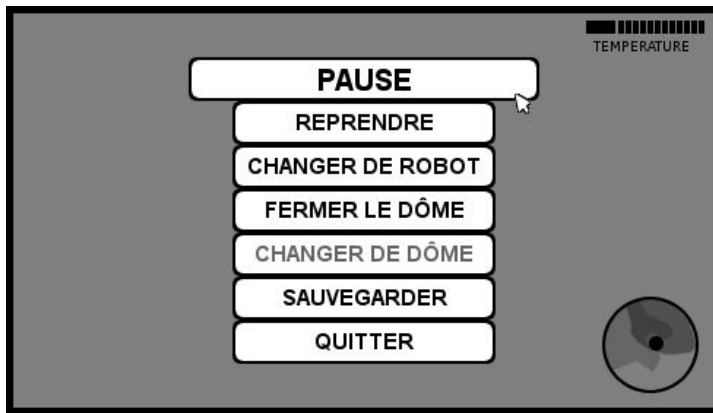 TEMPERATURE
PAUSE
REPRENDRE
CHANGER DE ROBOT
FERMER LE DÔME
CHANGER DE DÔME
SAUVEGARDER
QUITTER